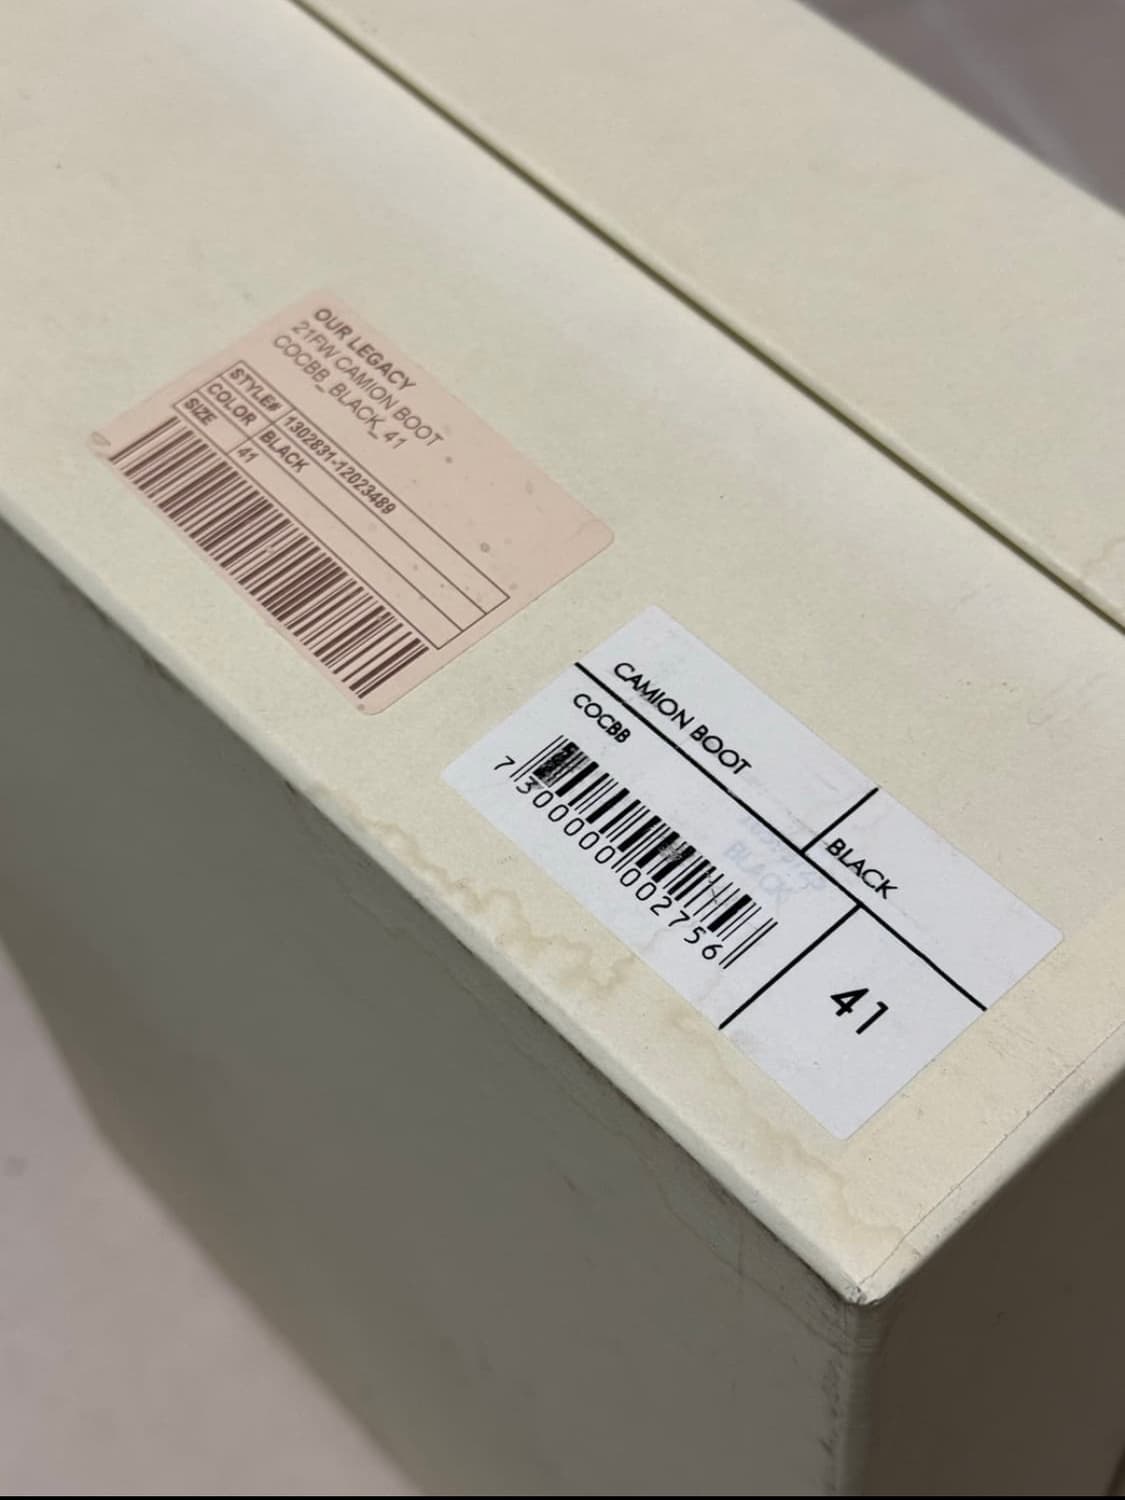 OUR LEGACY
21FW CAMION BOOT
COCBB_BLACK_41
STYLE# 1302831-12023489
COLOR BLACK
SIZE 41
CAMION BOOT
BLACK
COCBB
7300000002756
41
BLACK